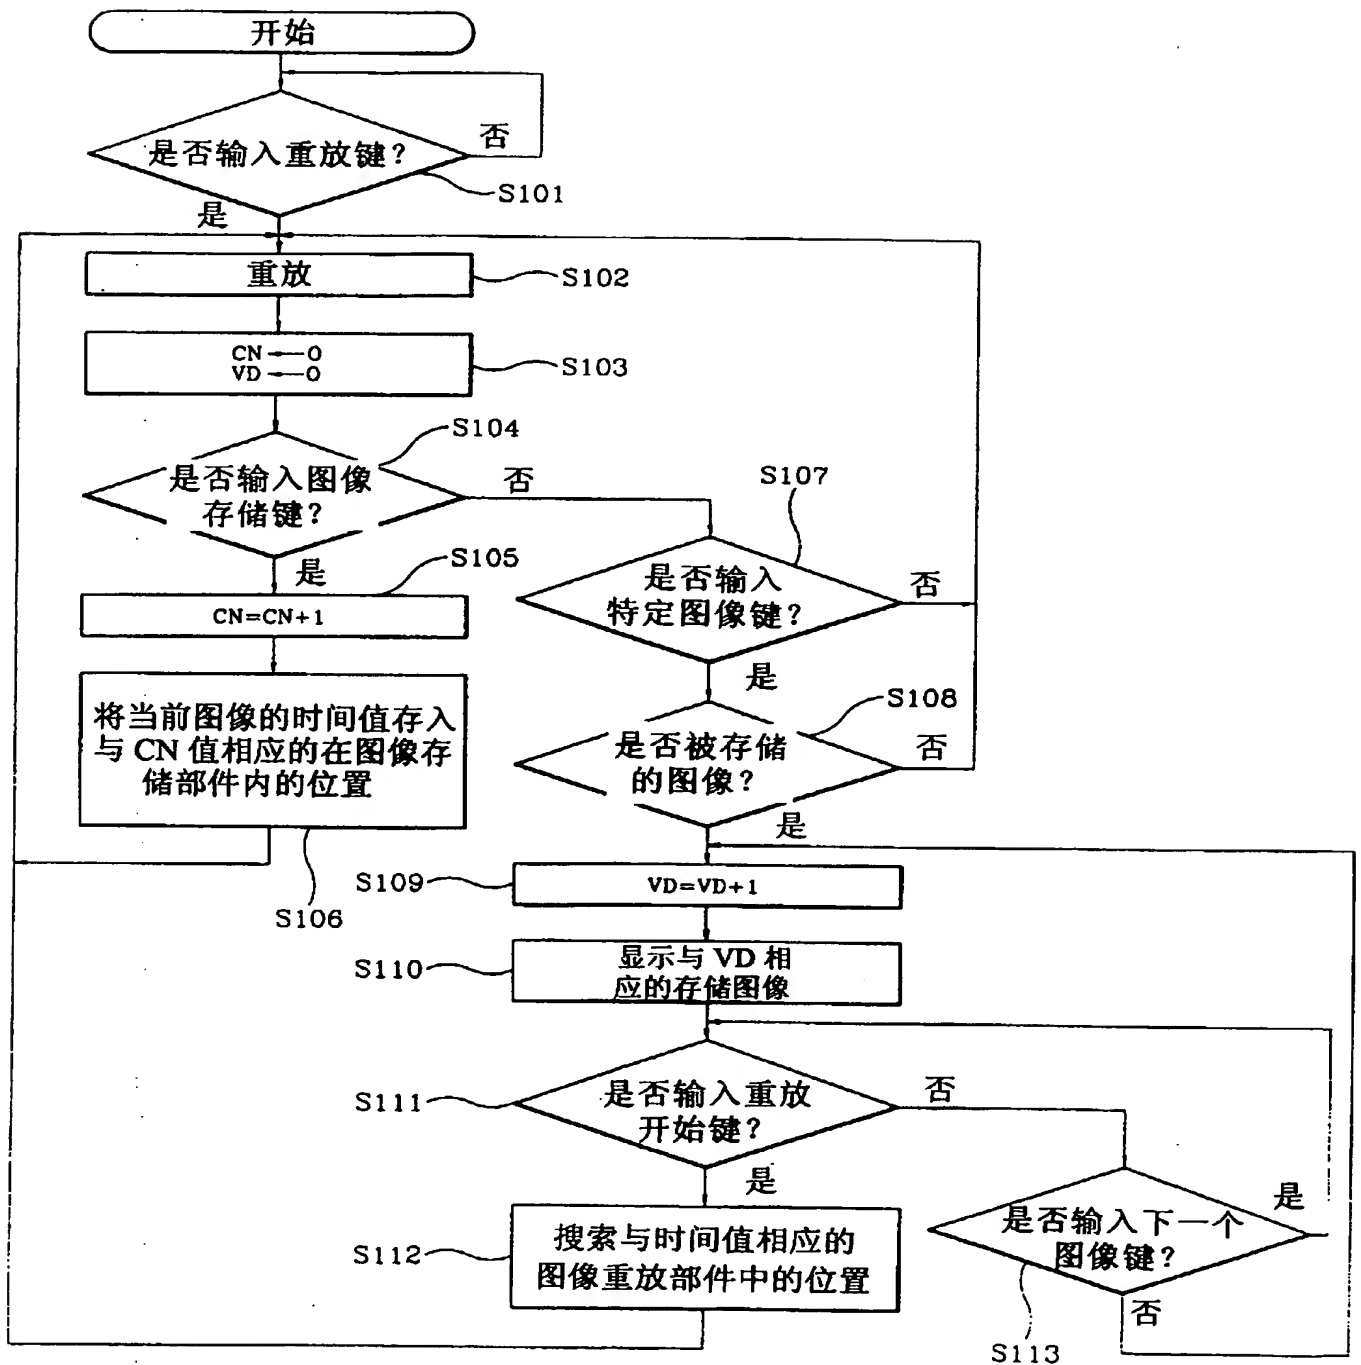 开始
是否输入重放键?
否
S101
是
重放
S102
CN←0
VD←0
S103
S104
是否输入图像
存储键?
否
S107
是
S105
CN=CN+1
是否输入
特定图像键?
否
是
将当前图像的时间值存入
与CN值相应的在图像存
储部件内的位置
S106
S108
是否被存储
的图像?
否
是
S109
VD=VD+1
S110
显示与VD相
应的存储图像
S111
是否输入重放
开始键?
否
是
S112
搜索与时间值相应的
图像重放部件中的位置
是否输入下一个
图像键?
是
否
S113